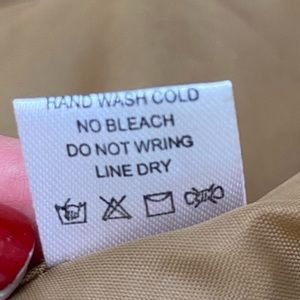 HAND WASH COLD
NO BLEACH
DO NOT WRING
LINE DRY